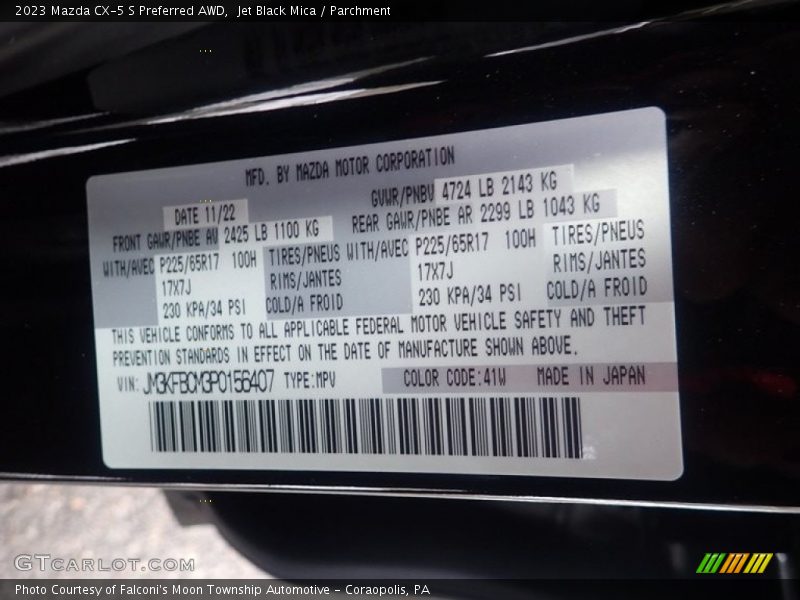 2023 Mazda CX-5 S Preferred AWD, Jet Black Mica / Parchment
MFD. BY MAZDA MOTOR CORPORATION
DATE 11/22 GVWR/PNBV 4724 LB 2143 KG
FRONT GAWR/PNBE AV 2425 LB 1100 KG REAR GAWR/PNBE AR 2299 LB 1043 KG
WITH/AVEC P225/65R17 100H TIRES/PNEUS WITH/AVEC P225/65R17 100H TIRES/PNEUS
17X7J RIMS/JANTES 17X7J RIMS/JANTES
230 KPA/34 PSI COLD/A FROID 230 KPA/34 PSI COLD/A FROID
THIS VEHICLE CONFORMS TO ALL APPLICABLE FEDERAL MOTOR VEHICLE SAFETY AND THEFT
PREVENTION STANDARDS IN EFFECT ON THE DATE OF MANUFACTURE SHOWN ABOVE.
VIN: JM3KFBCM3P0156407 TYPE:MPV COLOR CODE:41W MADE IN JAPAN
GTCARLOT.COM
Photo Courtesy of Falconi's Moon Township Automotive - Coraopolis, PA